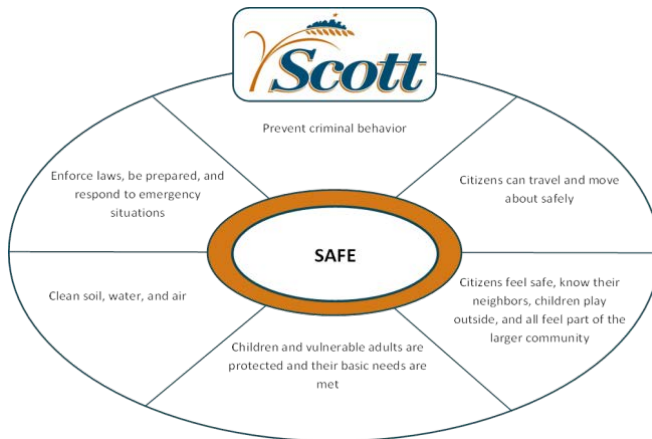 Scott
Prevent criminal behavior
Enforce laws, be prepared, and
respond to emergency
situations
Citizens can travel and move
about safely
SAFE
Clean soil, water, and air
Citizens feel safe, know their
neighbors, children play
outside, and all feel part of the
larger community
Children and vulnerable adults are
protected and their basic needs are
met